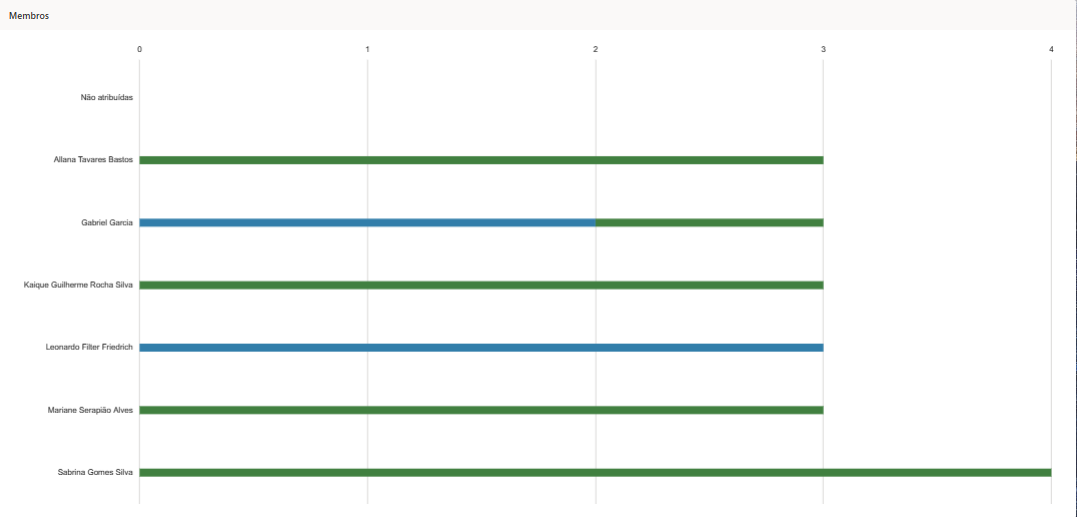 Membros
0 1 2 3 4
Não atribuídas
Allana Tavares Bastos
Gabriel Garcia
Kaique Guilherme Rocha Silva
Leonardo Filter Friedrich
Mariane Serapião Alves
Sabrina Gomes Silva